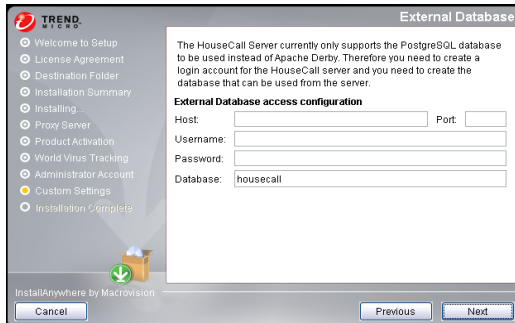 TREND
MICRO
External Database
Welcome to Setup
License Agreement
Destination Folder
Installation Summary
Installing...
Proxy Server
Product Activation
World Virus Tracking
Administrator Account
Custom Settings
Installation Complete
The HouseCall Server currently only supports the PostgreSQL database
to be used instead of Apache Derby. Therefore you need to create a
login account for the HouseCall server and you need to create the
database that can be used from the server.
External Database access configuration
Host: Port:
Username:
Password:
Database: housecall
InstallAnywhere by Macrovision
Cancel Previous Next